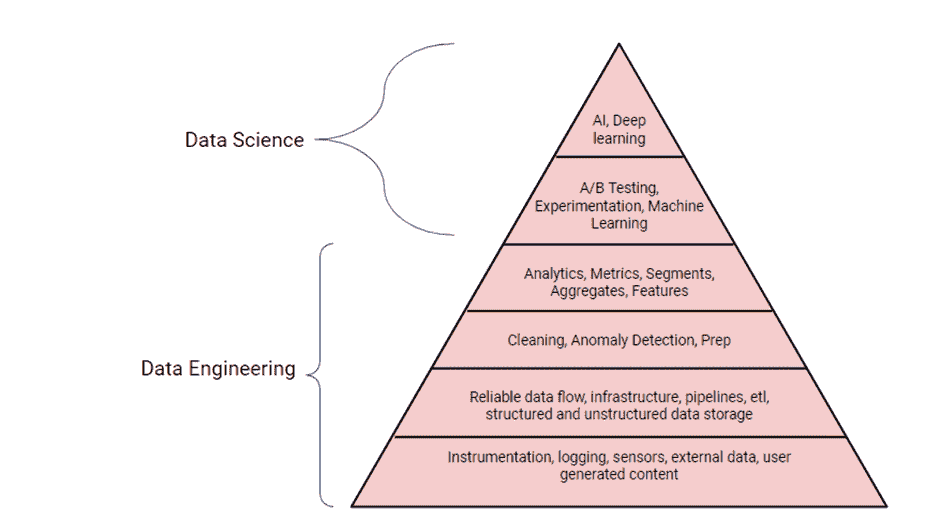 AI, Deep
learning
Data Science
A/B Testing,
Experimentation, Machine
Learning
Analytics, Metrics, Segments,
Aggregates, Features
Cleaning, Anomaly Detection, Prep
Data Engineering
Reliable data flow, infrastructure, pipelines, etl,
structured and unstructured data storage
Instrumentation, logging, sensors, external data, user
generated content